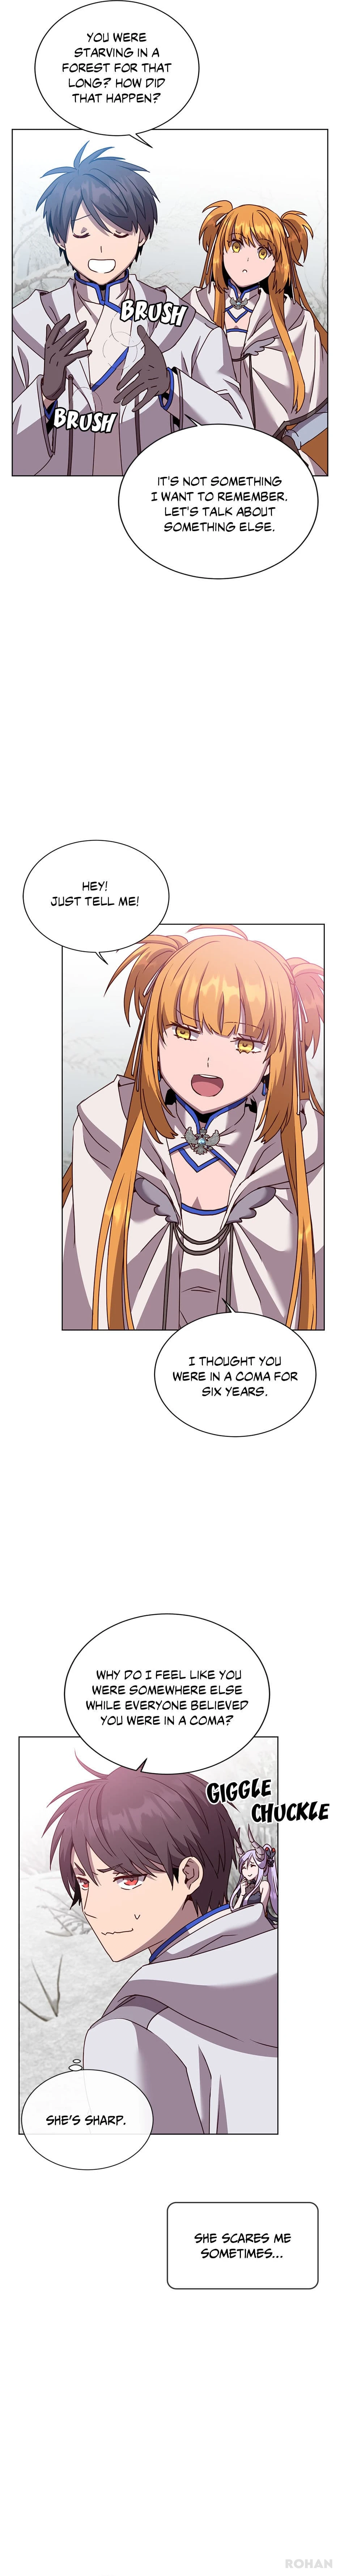 YOU WERE
STARVING IN A
FOREST FOR THAT
LONG? HOW DID
THAT HAPPEN?
BRUSH
BRUSH
IT'S NOT SOMETHING
I WANT TO REMEMBER.
LET'S TALK ABOUT
SOMETHING ELSE.
HEY!
JUST TELL ME!
I THOUGHT YOU
WERE IN A COMA FOR
SIX YEARS.
WHY DO I FEEL LIKE YOU
WERE SOMEWHERE ELSE
WHILE EVERYONE BELIEVED
YOU WERE IN A COMA?
GIGGLE
CHUCKLE
SHE'S SHARP.
SHE SCARES ME
SOMETIMES...
ROHAN